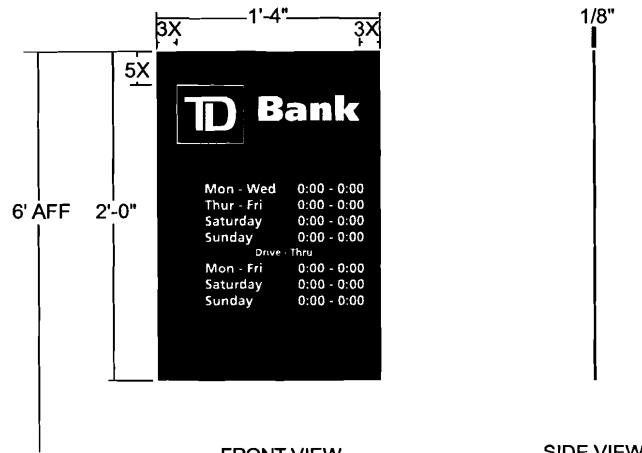 1'-4" 1/8"
3X 3X
5X
TD Bank
6' AFF 2'-0"
Mon - Wed 0:00 - 0:00
Thur - Fri 0:00 - 0:00
Saturday 0:00 - 0:00
Sunday 0:00 - 0:00
Drive - Thru
Mon - Fri 0:00 - 0:00
Saturday 0:00 - 0:00
Sunday 0:00 - 0:00
FRONT VIEW SIDE VIEW